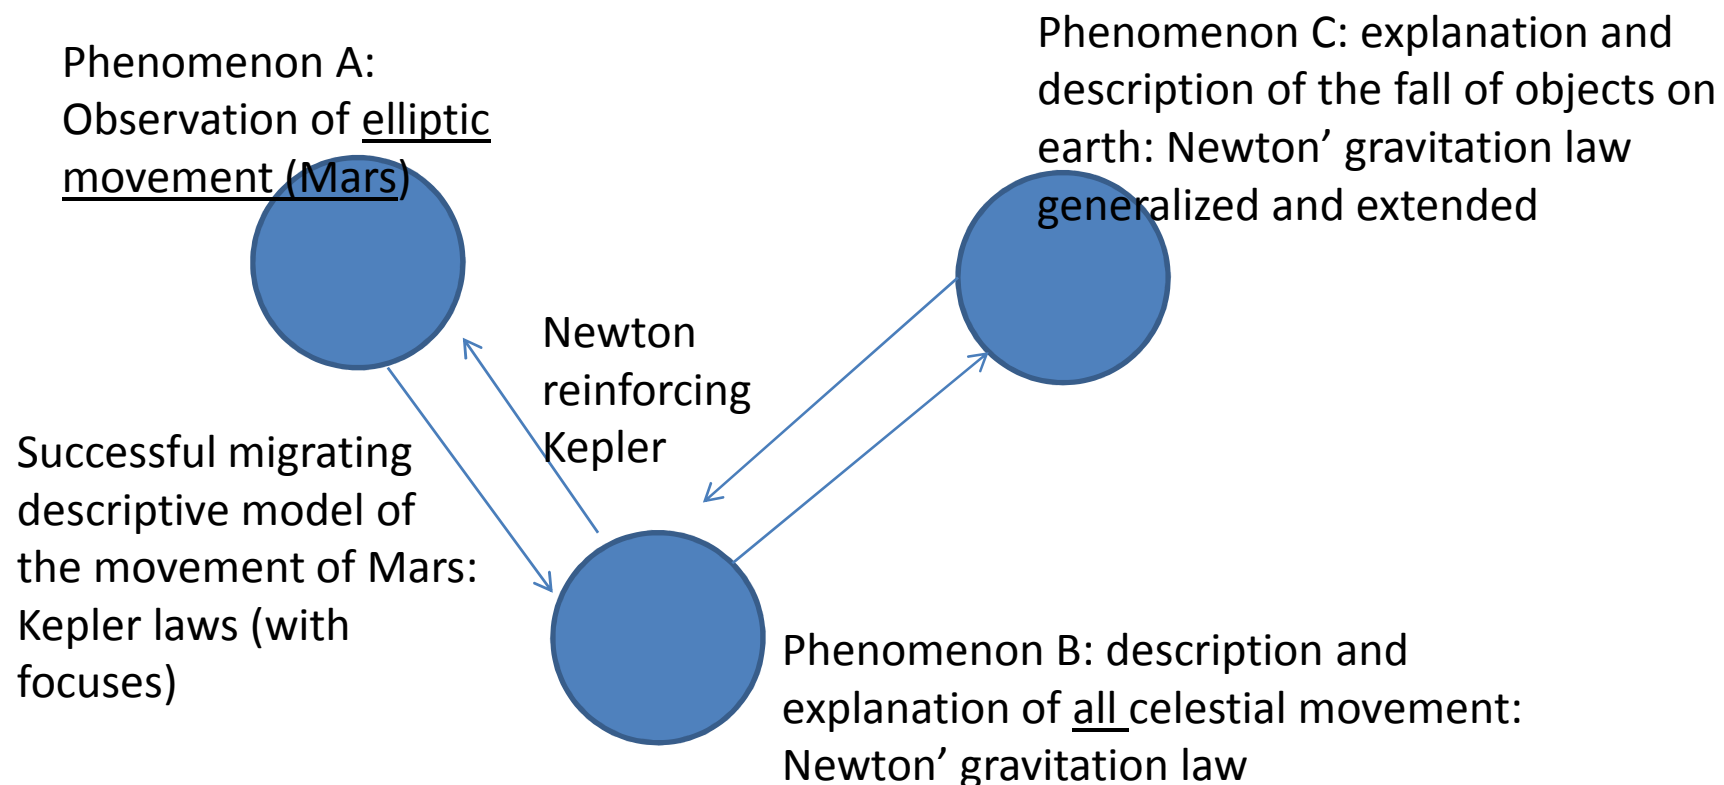 Phenomenon A:
Observation of elliptic
movement (Mars)
Phenomenon C: explanation and
description of the fall of objects on
earth: Newton’ gravitation law
generalized and extended
Newton
reinforcing
Kepler
Successful migrating
descriptive model of
the movement of Mars:
Kepler laws (with
focuses)
Phenomenon B: description and
explanation of all celestial movement:
Newton’ gravitation law